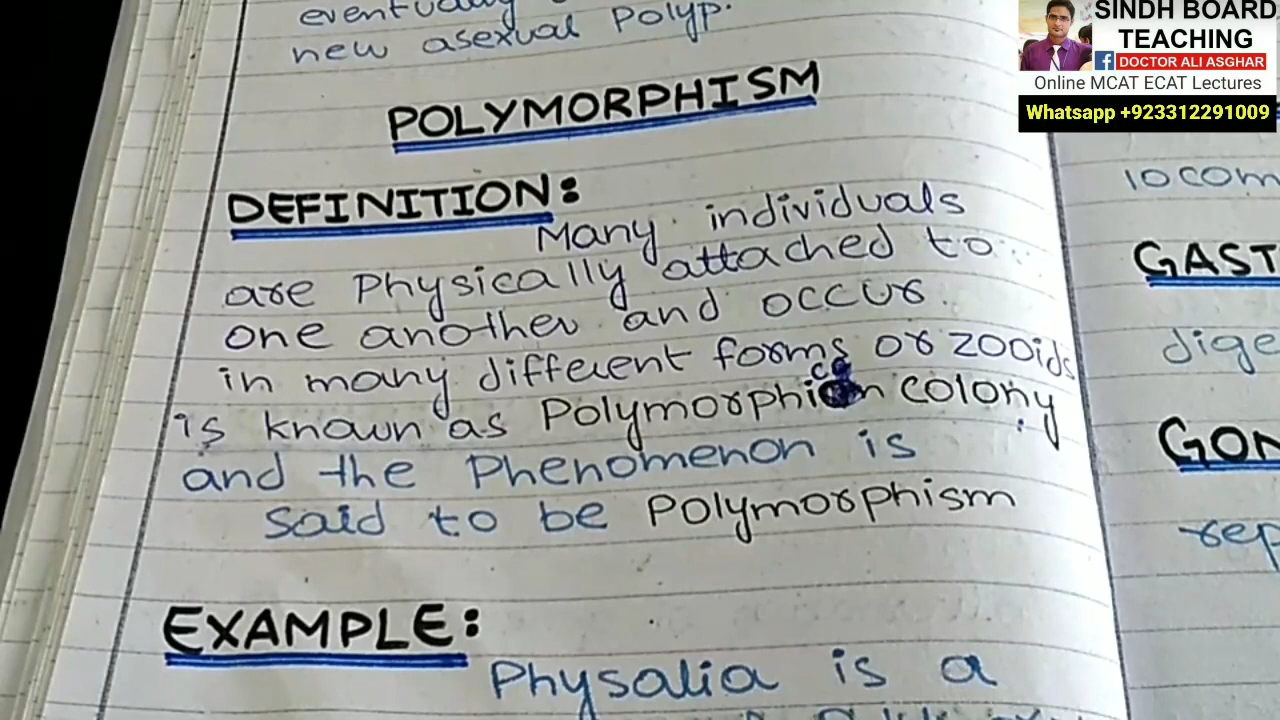 eventually
new asexual Polyp.
POLYMORPHISM
DEFINITION:
Many individuals
are Physically attached to
one another and occur
in many different forms or zooids
is known as Polymorphic colony
and the Phenomenon is
said to be Polymorphism
EXAMPLE:
Physalia is a
locom
GAST
dige
GON
rep
SINDH BOARD
TEACHING
f DOCTOR ALI ASGHAR
Online MCAT ECAT Lectures
Whatsapp +923312291009